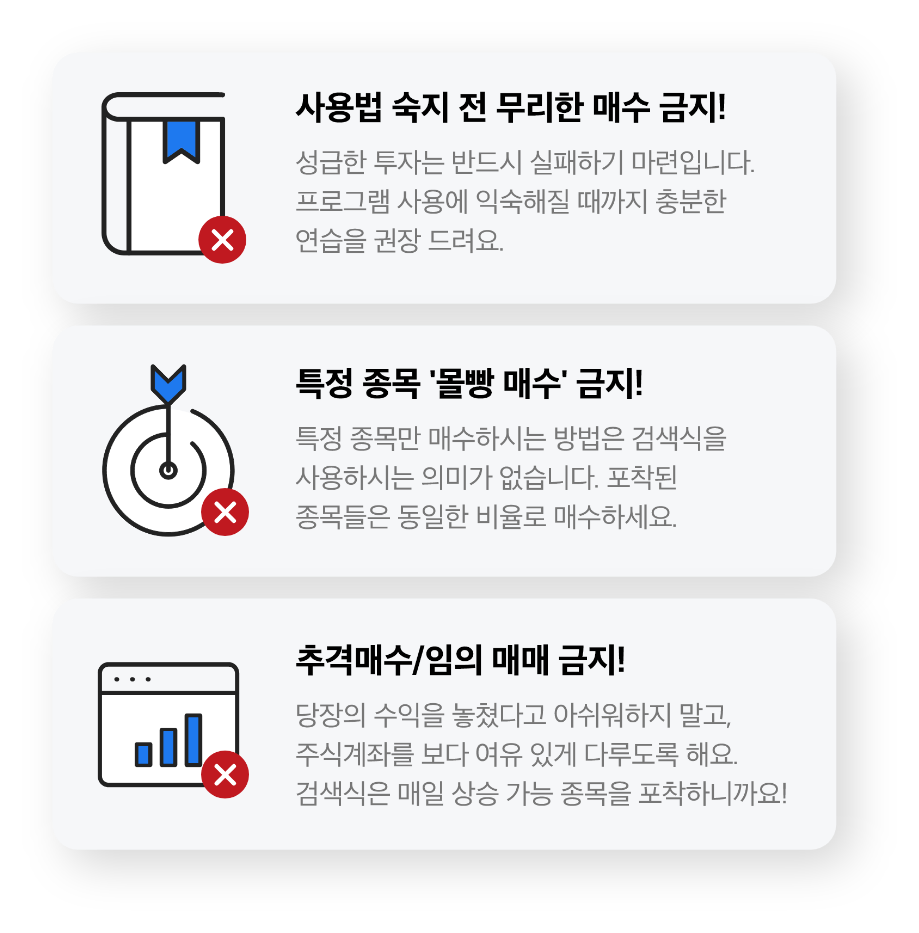 사용법 숙지 전 무리한 매수 금지!
성급한 투자는 반드시 실패하기 마련입니다.
프로그램 사용에 익숙해질 때까지 충분한
연습을 권장 드려요.
특정 종목 '몰빵 매수' 금지!
특정 종목만 매수하시는 방법은 검색식을
사용하시는 의미가 없습니다. 포착된
종목들은 동일한 비율로 매수하세요.
추격매수/임의 매매 금지!
당장의 수익을 놓쳤다고 아쉬워하지 말고,
주식계좌를 보다 여유 있게 다루도록 해요.
검색식은 매일 상승 가능 종목을 포착하니까요!